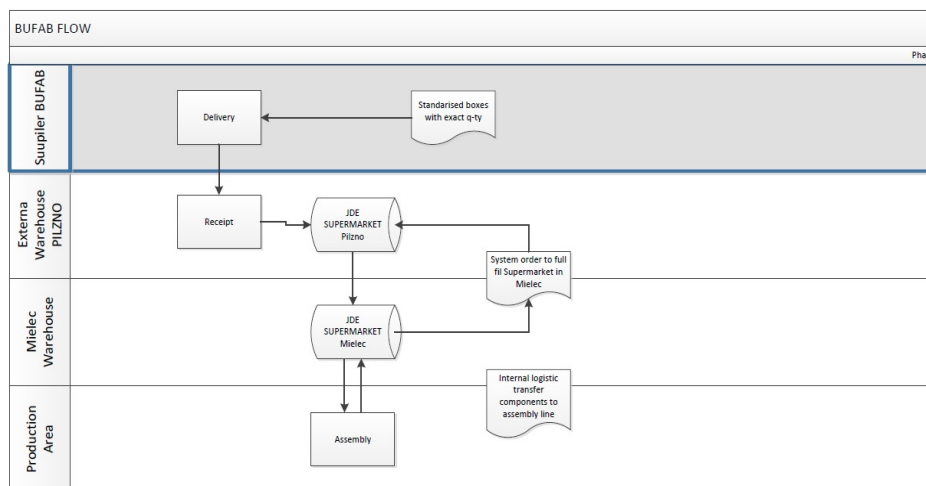 BUFAB FLOW
Pha
Suupiler BUFAB
Delivery
Standarised boxes
with exact q-ty
Externa
Warehouse
PILZNO
Receipt
JDE
SUPERMARKET
Pilzno
System order to full
fil Supermarket in
Mielec
Mielec
Warehouse
JDE
SUPERMARKET
Mielec
Internal logistic
transfer
components to
assembly line
Production
Area
Assembly